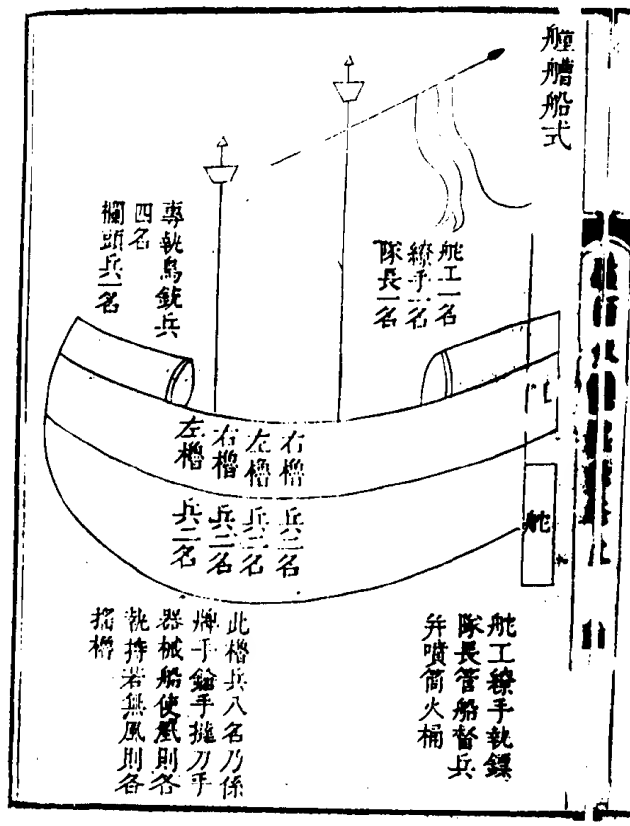 艟艚船式
舵工一名
繚手一名
隊長一名
專執鳥銃兵
四名
欄頭兵一名
右櫓 兵二名
左櫓 兵二名
右櫓 兵二名
左櫓 兵二名
舵
舵工繚手執鏢
隊長管船督兵
并噴筒火桶
此櫓兵八名乃係
牌手鎗手㨰刀手
器械船使風則各
執持若無風則各
搖櫓